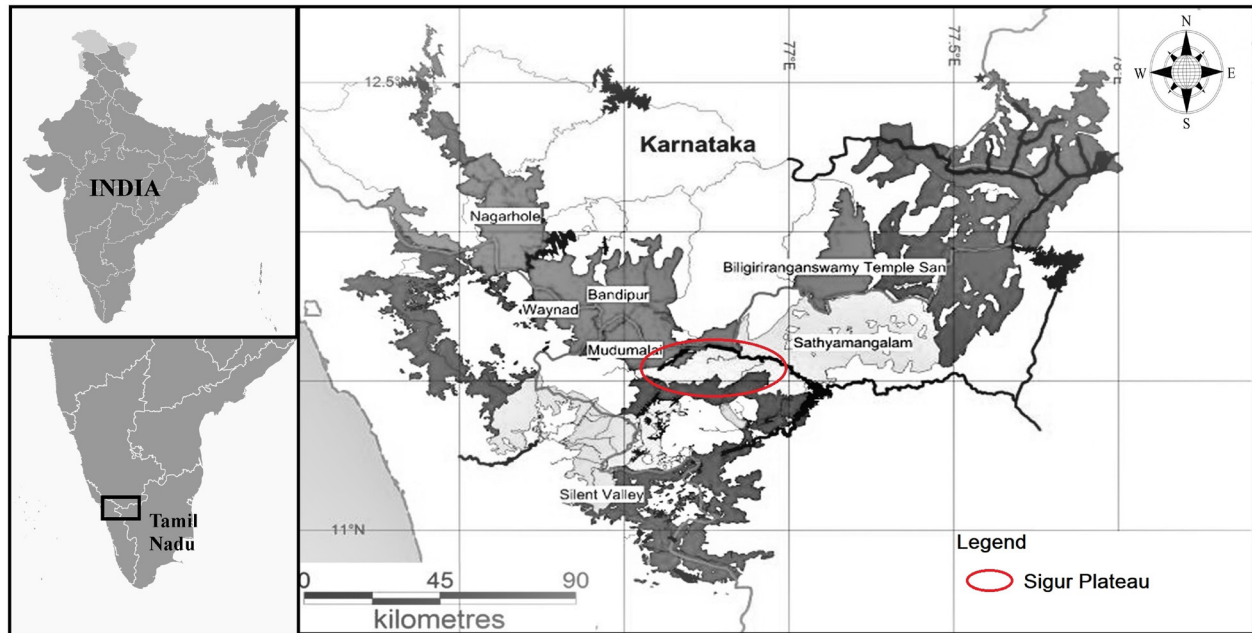 INDIA
Tamil
Nadu
N
W
E
S
77°E
77.5°E
78°E
12.5°N
Karnataka
Nagarhole
Biligiriranganswamy Temple San
Bandipur
Waynad
Sathyamangalam
Mudumalai
Silent Valley
11°N
Legend
Sigur Plateau
0
45
90
kilometres